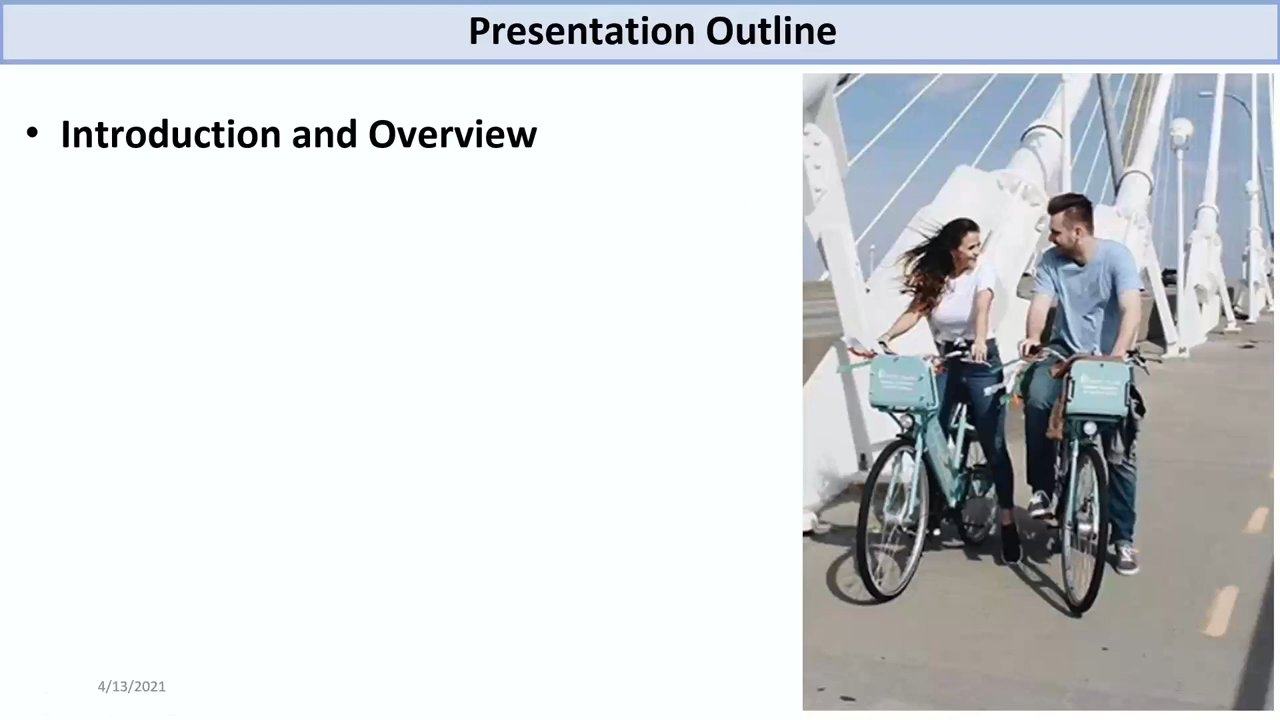 Presentation Outline
• Introduction and Overview
4/13/2021